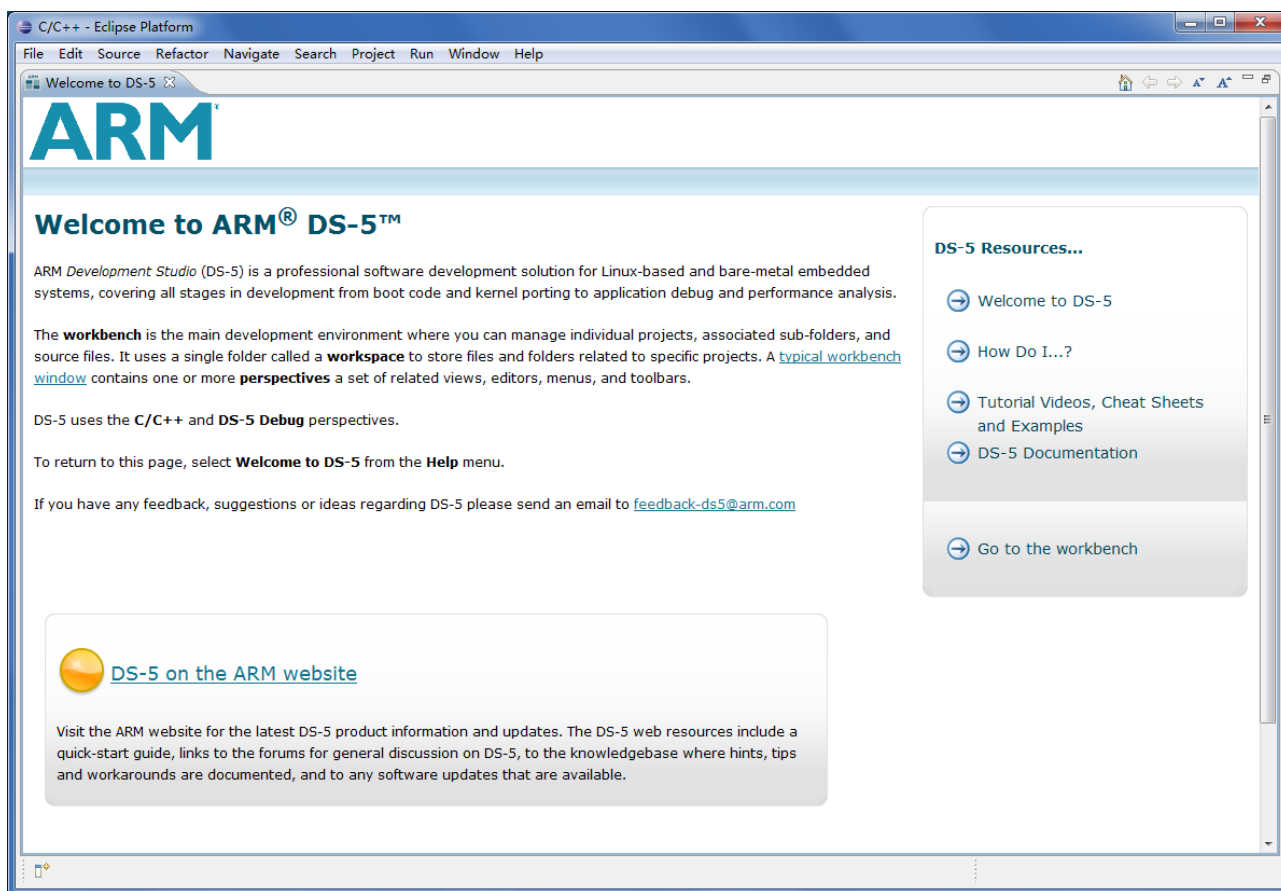 C/C++ - Eclipse Platform
File Edit Source Refactor Navigate Search Project Run Window Help
Welcome to DS-5
ARM
Welcome to ARM® DS-5™
ARM Development Studio (DS-5) is a professional software development solution for Linux-based and bare-metal embedded
systems, covering all stages in development from boot code and kernel porting to application debug and performance analysis.
The workbench is the main development environment where you can manage individual projects, associated sub-folders, and
source files. It uses a single folder called a workspace to store files and folders related to specific projects. A typical workbench
window contains one or more perspectives a set of related views, editors, menus, and toolbars.
DS-5 uses the C/C++ and DS-5 Debug perspectives.
To return to this page, select Welcome to DS-5 from the Help menu.
If you have any feedback, suggestions or ideas regarding DS-5 please send an email to feedback-ds5@arm.com
DS-5 Resources...
Welcome to DS-5
How Do I...?
Tutorial Videos, Cheat Sheets
and Examples
DS-5 Documentation
Go to the workbench
DS-5 on the ARM website
Visit the ARM website for the latest DS-5 product information and updates. The DS-5 web resources include a
quick-start guide, links to the forums for general discussion on DS-5, to the knowledgebase where hints, tips
and workarounds are documented, and to any software updates that are available.